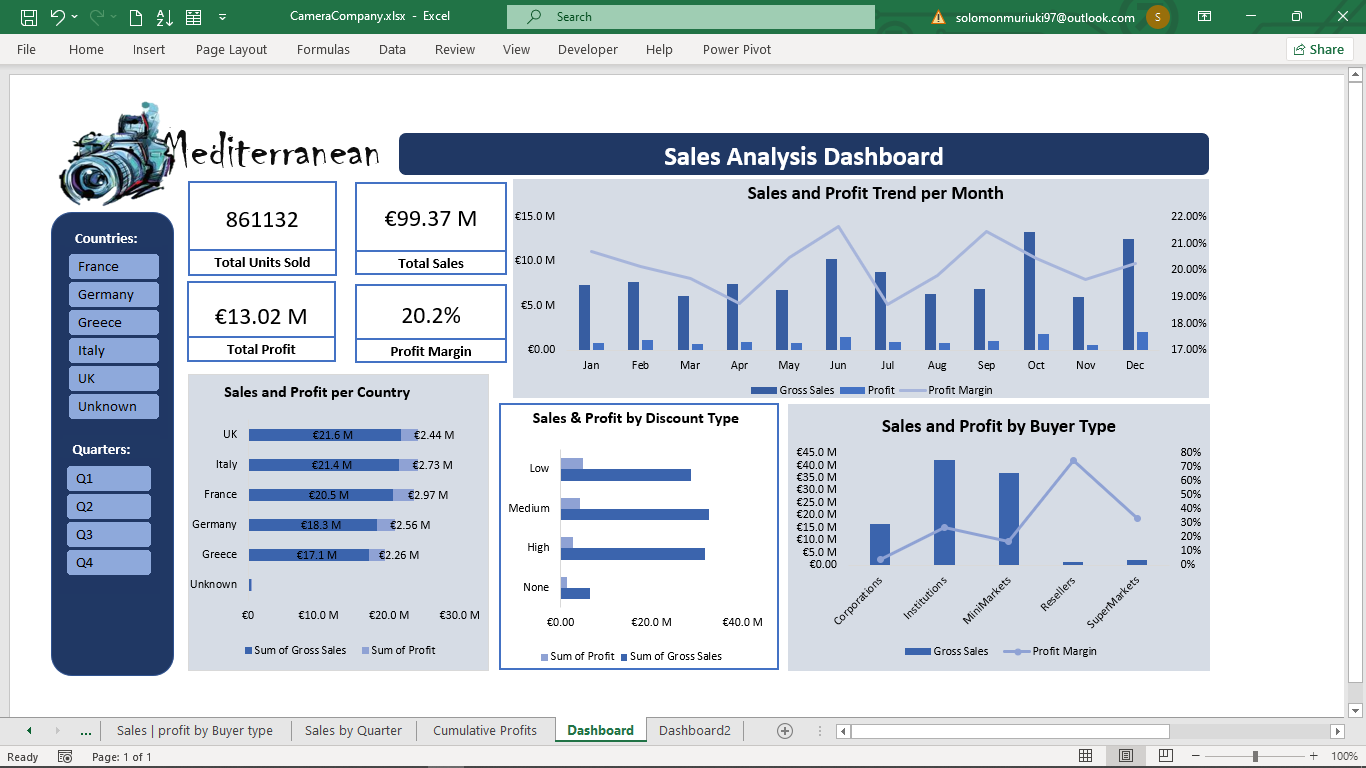 CameraCompany.xlsx - Excel
Search
solomonmuriuki97@outlook.com
S
File Home Insert Page Layout Formulas Data Review View Developer Help Power Pivot
Share
Mediterranean
Sales Analysis Dashboard
Countries:
France
Germany
Greece
Italy
UK
Unknown
Quarters:
Q1
Q2
Q3
Q4
861132
Total Units Sold
€99.37 M
Total Sales
€13.02 M
Total Profit
20.2%
Profit Margin
Sales and Profit Trend per Month
€15.0 M
€10.0 M
€5.0 M
€0.00
22.00%
21.00%
20.00%
19.00%
18.00%
17.00%
Jan Feb Mar Apr May Jun Jul Aug Sep Oct Nov Dec
Gross Sales Profit Profit Margin
Sales and Profit per Country
UK €21.6 M €2.44 M
Italy €21.4 M €2.73 M
France €20.5 M €2.97 M
Germany €18.3 M €2.56 M
Greece €17.1 M €2.26 M
Unknown
€0 €10.0 M €20.0 M €30.0 M
Sum of Gross Sales Sum of Profit
Sales & Profit by Discount Type
Low
Medium
High
None
€0.00 €20.0 M €40.0 M
Sum of Profit Sum of Gross Sales
Sales and Profit by Buyer Type
€45.0 M
€40.0 M
€35.0 M
€30.0 M
€25.0 M
€20.0 M
€15.0 M
€10.0 M
€5.0 M
€0.00
80%
70%
60%
50%
40%
30%
20%
10%
0%
Corporations Institutions MiniMarkets Resellers SuperMarkets
Gross Sales Profit Margin
... Sales | profit by Buyer type Sales by Quarter Cumulative Profits Dashboard Dashboard2
Ready Page: 1 of 1 100%